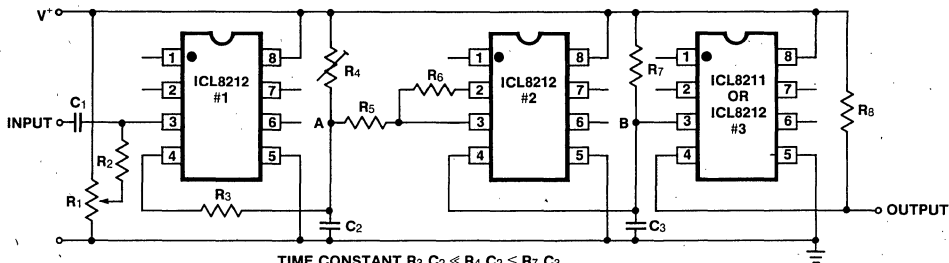 V+
1
8
ICL8212
#1
2
7
3
6
4
5
C1
INPUT
R2
R1
R3
R4
A
R5
R6
C2
1
8
ICL8212
#2
2
7
3
6
4
5
R7
B
C3
1
8
ICL8211
OR
ICL8212
#3
2
7
3
6
4
5
R8
OUTPUT
TIME CONSTANT R3 C2 ≪ R4 C2 ≤ R7 C3